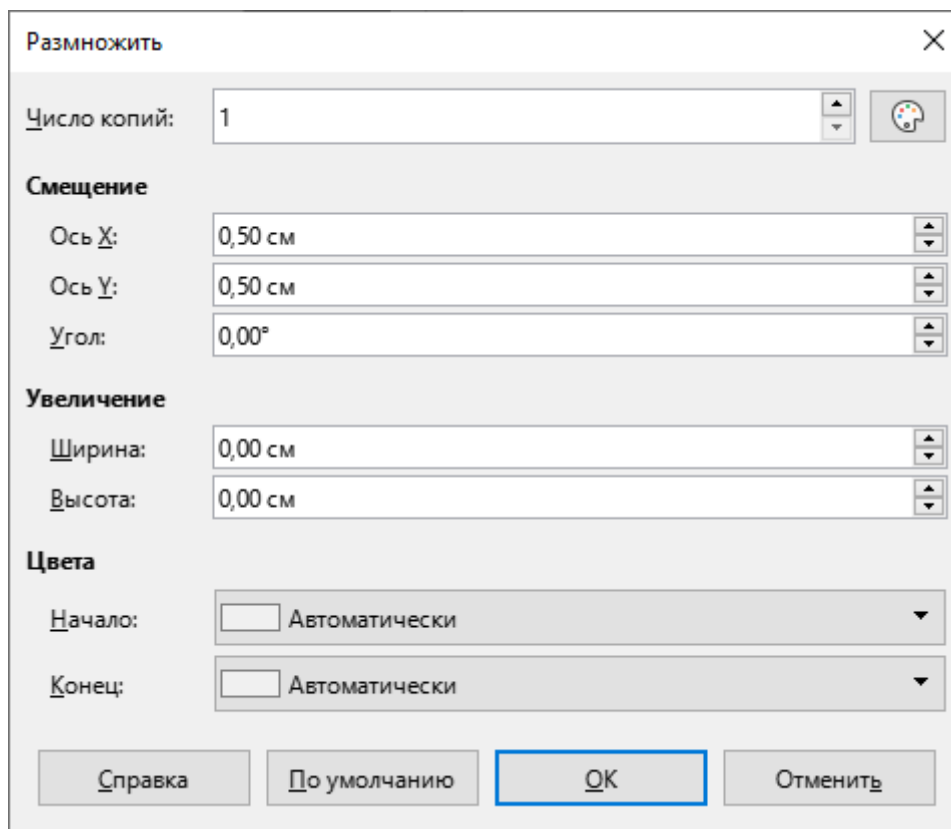 Размножить
Число копий: 1
Смещение
Ось X: 0,50 см
Ось Y: 0,50 см
Угол: 0,00°
Увеличение
Ширина: 0,00 см
Высота: 0,00 см
Цвета
Начало: Автоматически
Конец: Автоматически
Справка По умолчанию OK Отменить